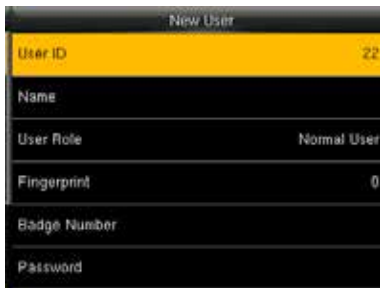 New User
User ID 22
Name
User Role Normal User
Fingerprint 0
Badge Number
Password